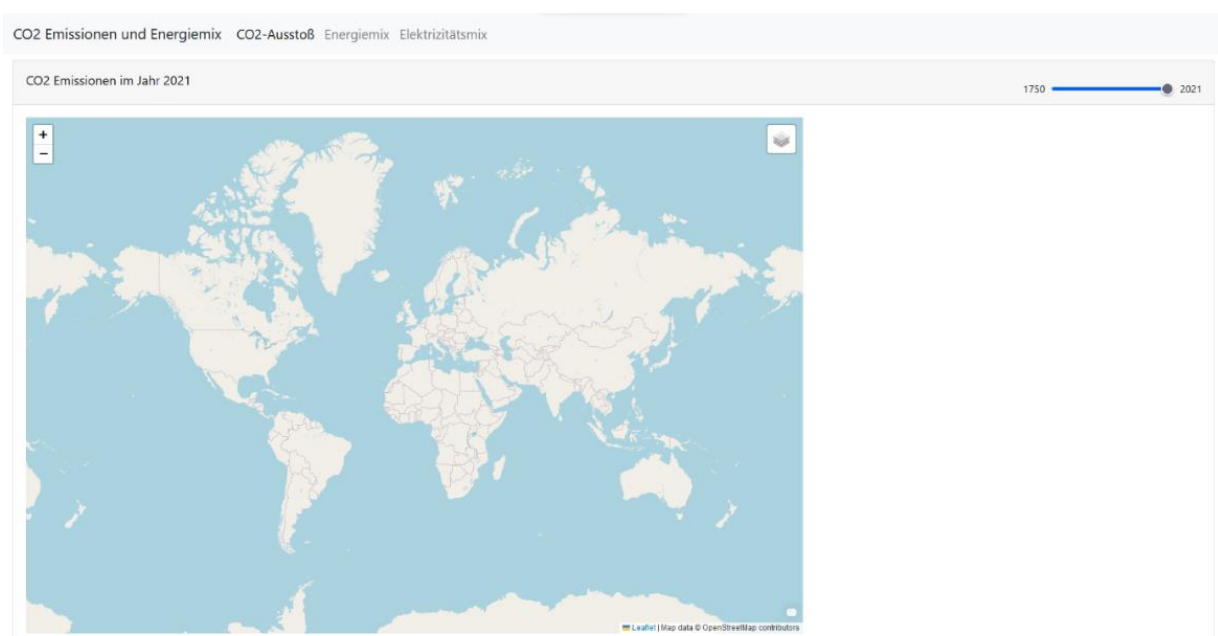 CO2 Emissionen und Energiemix CO2-Ausstoß Energiemix Elektrizitätsmix
CO2 Emissionen im Jahr 2021
1750 2021
+
−
Leaflet | Map data © OpenStreetMap contributors